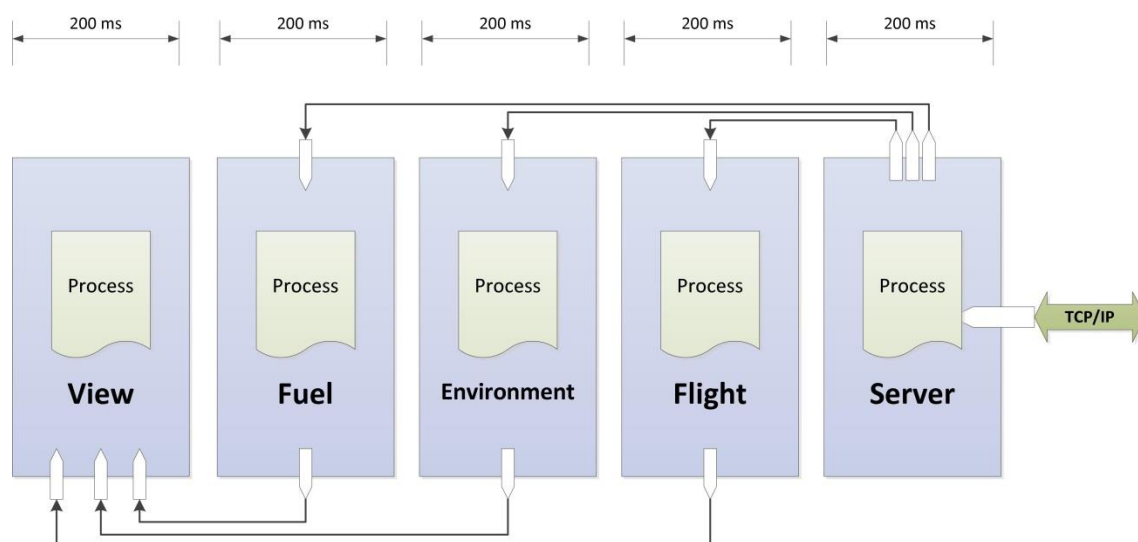 200 ms
200 ms
200 ms
200 ms
200 ms
Process
Process
Process
Process
Process
TCP/IP
View
Fuel
Environment
Flight
Server